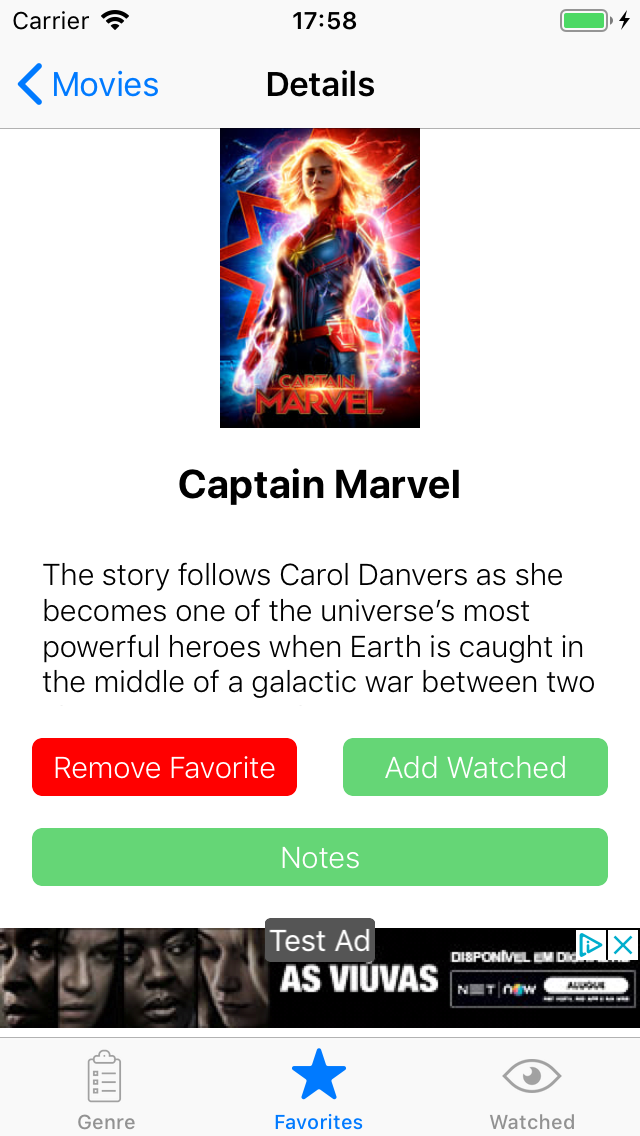 Carrier 17:58
Movies Details
CAPTAIN
MARVEL
Captain Marvel
The story follows Carol Danvers as she
becomes one of the universe’s most
powerful heroes when Earth is caught in
the middle of a galactic war between two
Remove Favorite Add Watched
Notes
Test Ad
AS VIÚVAS
DISPONÍVEL EM
NET NOW ALUGUE
Genre Favorites Watched